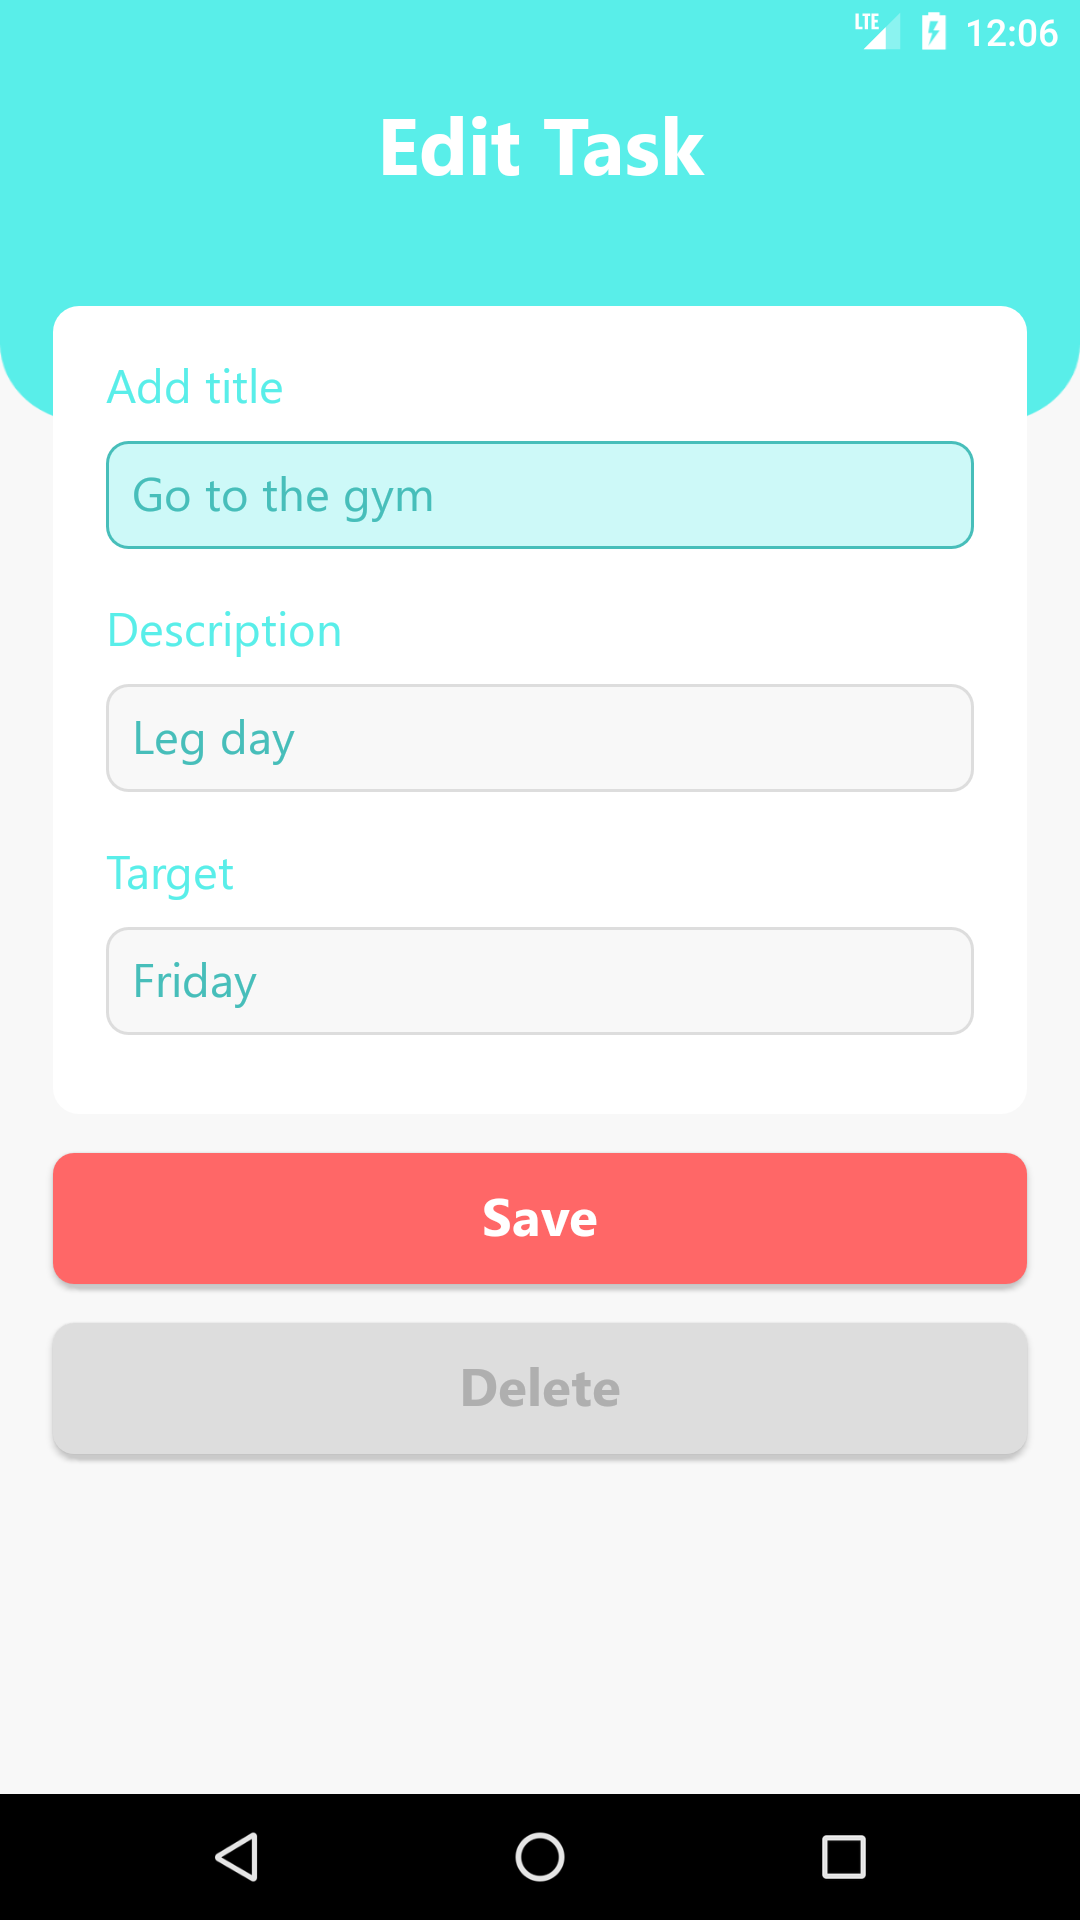 LTE 12:06
Edit Task
Add title
Go to the gym
Description
Leg day
Target
Friday
Save
Delete